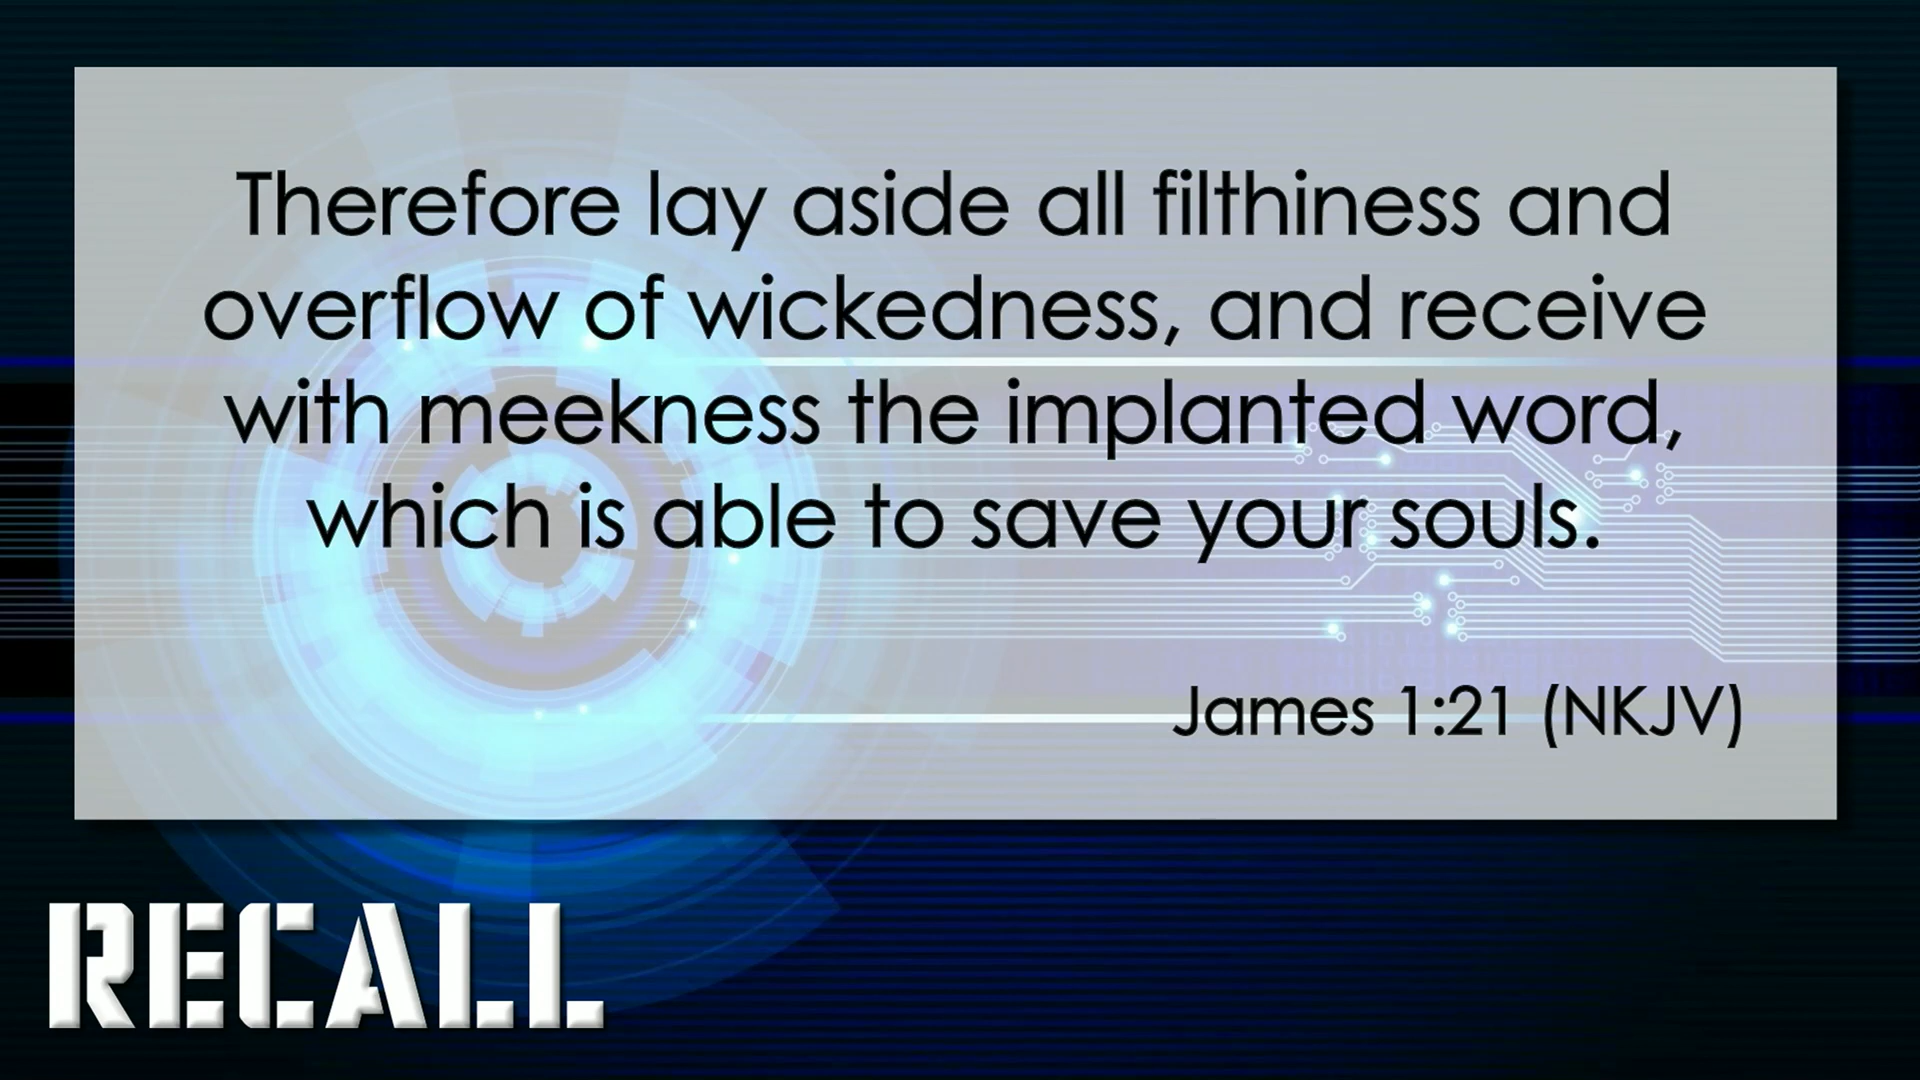 Therefore lay aside all filthiness and
overflow of wickedness, and receive
with meekness the implanted word,
which is able to save your souls.
James 1:21 (NKJV)
RECALL